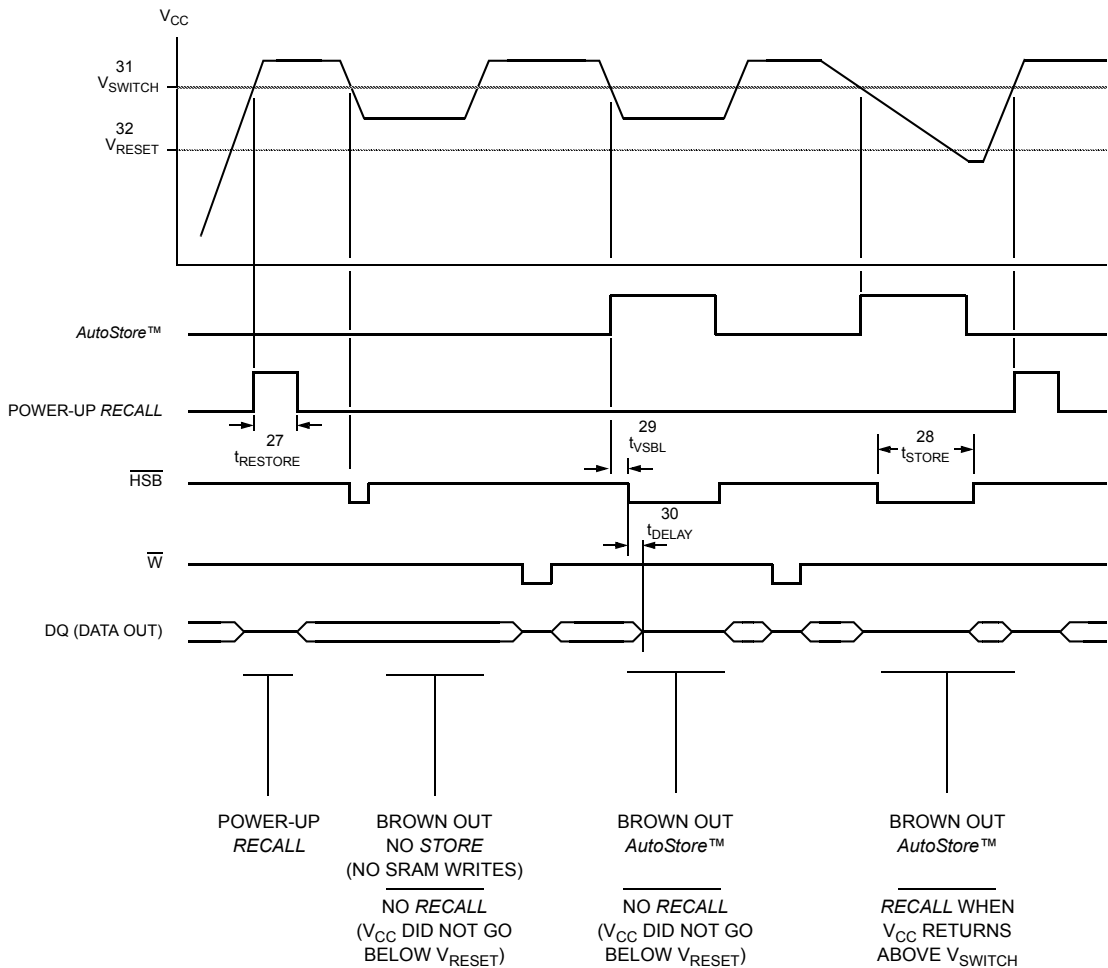 V_CC
31
V_SWITCH
32
V_RESET
AutoStore™
POWER-UP RECALL
27
t_RESTORE
29
t_VSBL
28
t_STORE
HSB
30
t_DELAY
W
DQ (DATA OUT)
POWER-UP
RECALL
BROWN OUT
NO STORE
(NO SRAM WRITES)
NO RECALL
(V_CC DID NOT GO
BELOW V_RESET)
BROWN OUT
AutoStore™
NO RECALL
(V_CC DID NOT GO
BELOW V_RESET)
BROWN OUT
AutoStore™
RECALL WHEN
V_CC RETURNS
ABOVE V_SWITCH